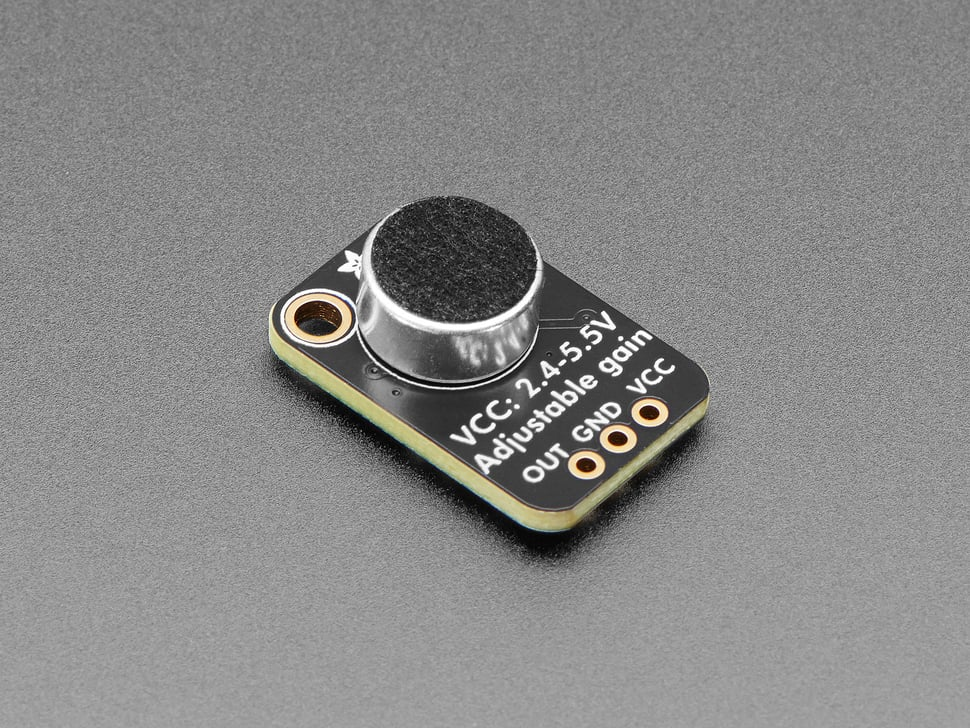 VCC: 2.4-5.5V
Adjustable gain
OUT GND VCC